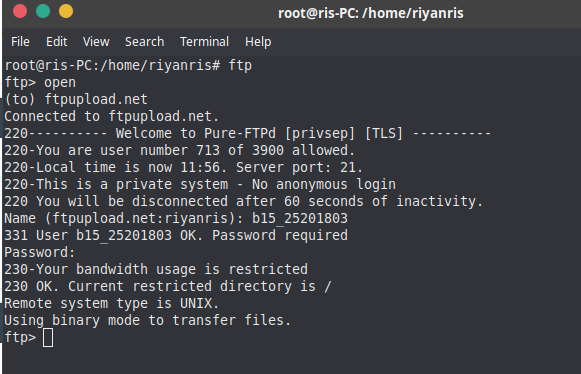 root@ris-PC: /home/riyanris
File Edit View Search Terminal Help
root@ris-PC:/home/riyanris# ftp
ftp> open
(to) ftpupload.net
Connected to ftpupload.net.
220---------- Welcome to Pure-FTPd [privsep] [TLS] ----------
220-You are user number 713 of 3900 allowed.
220-Local time is now 11:56. Server port: 21.
220-This is a private system - No anonymous login
220 You will be disconnected after 60 seconds of inactivity.
Name (ftpupload.net:riyanris): b15_25201803
331 User b15_25201803 OK. Password required
Password:
230-Your bandwidth usage is restricted
230 OK. Current restricted directory is /
Remote system type is UNIX.
Using binary mode to transfer files.
ftp>